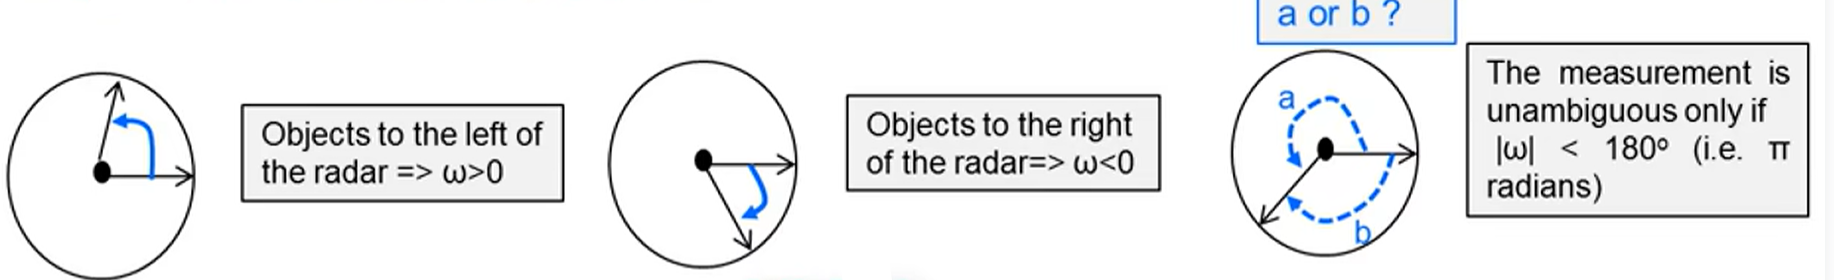 Objects to the left of
the radar => ω>0
Objects to the right
of the radar=> ω<0
a or b ?
a
b
The measurement is
unambiguous only if
|ω| < 180° (i.e. π
radians)